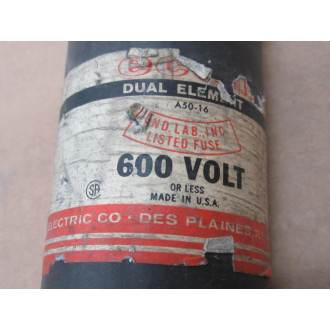 DUAL ELEMENT
A50-16
UND. LAB., INC.
LISTED FUSE
600 VOLT
OR LESS
MADE IN U.S.A.
ELECTRIC CO · DES PLAINES,